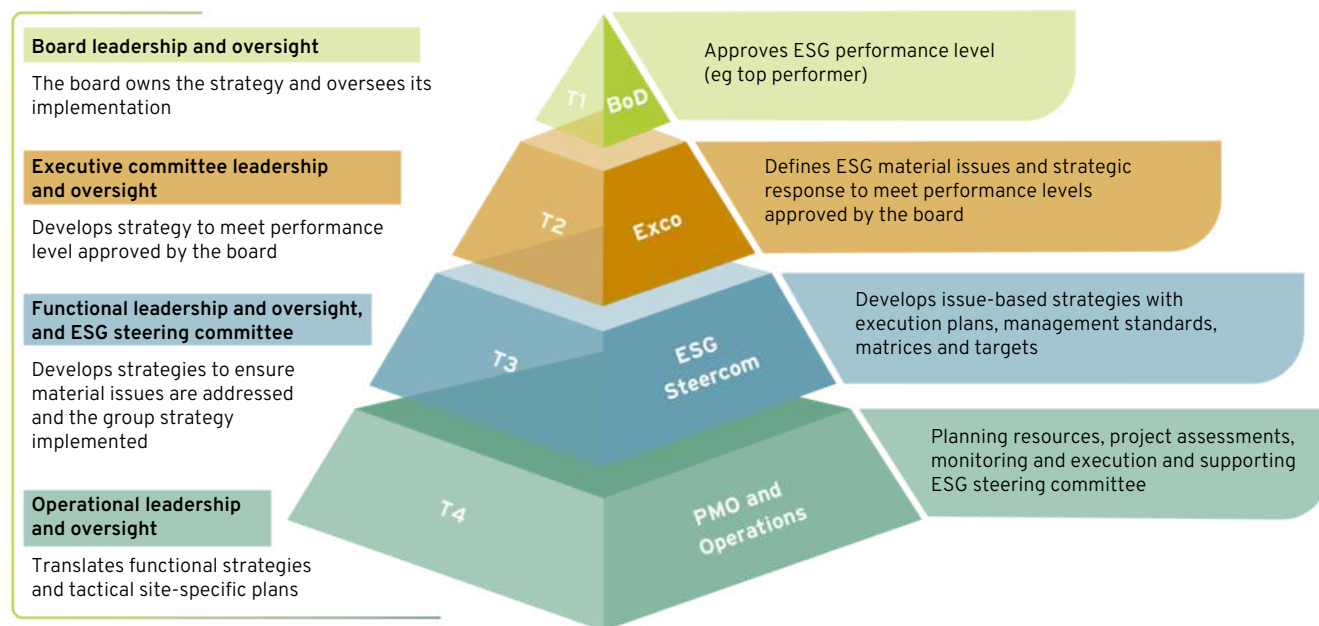 Board leadership and oversight
The board owns the strategy and oversees its
implementation
T1
BoD
Approves ESG performance level
(eg top performer)
Executive committee leadership
and oversight
Develops strategy to meet performance
level approved by the board
T2
Exco
Defines ESG material issues and strategic
response to meet performance levels
approved by the board
Functional leadership and oversight,
and ESG steering committee
Develops strategies to ensure
material issues are addressed
and the group strategy
implemented
T3
ESG
Steercom
Develops issue-based strategies with
execution plans, management standards,
matrices and targets
Operational leadership
and oversight
Translates functional strategies
and tactical site-specific plans
T4
PMO and
Operations
Planning resources, project assessments,
monitoring and execution and supporting
ESG steering committee